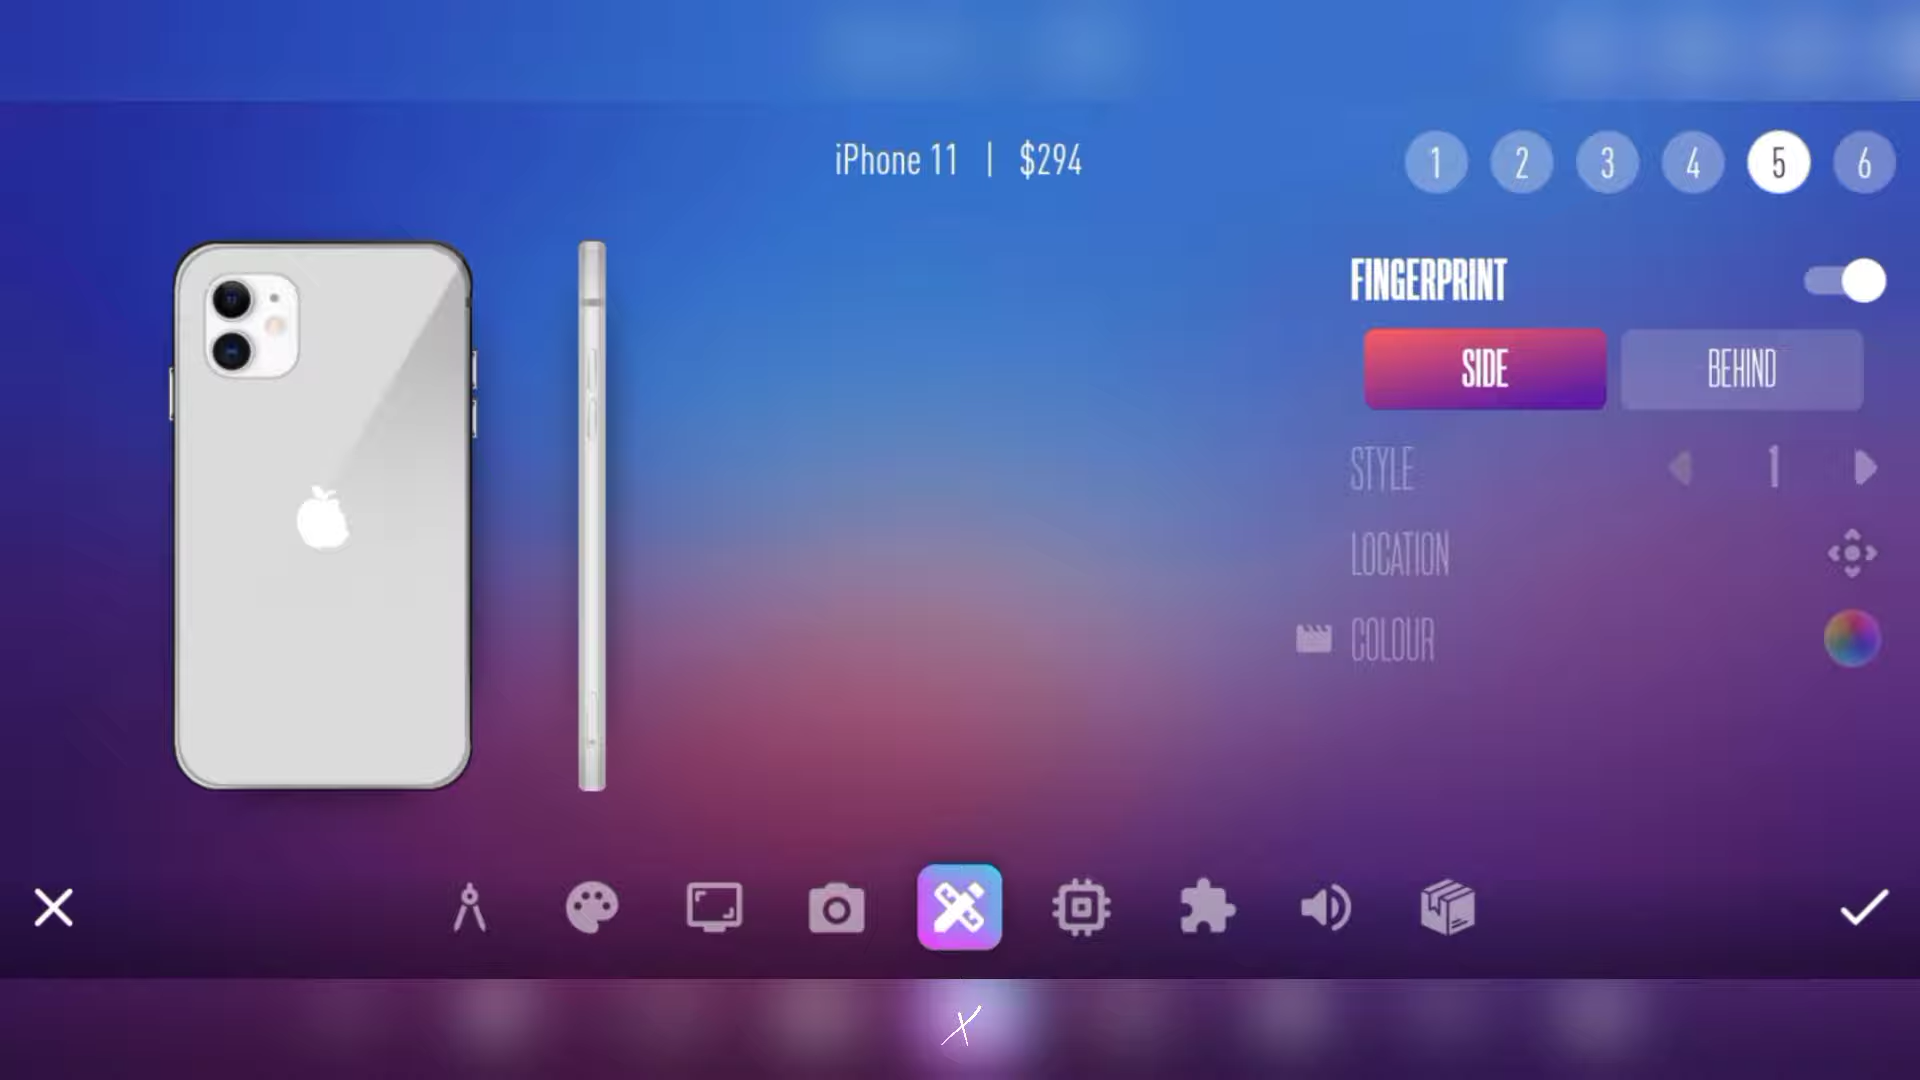 iPhone 11 | $294
1 2 3 4 5 6
FINGERPRINT
SIDE BEHIND
STYLE 1
LOCATION
COLOUR